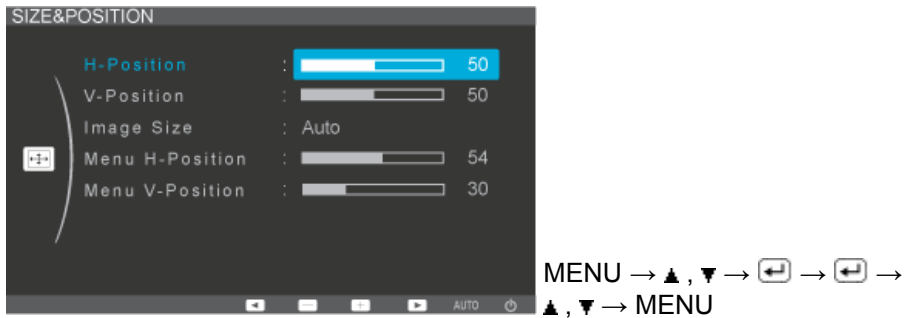 SIZE&POSITION
H-Position : 50
V-Position : 50
Image Size : Auto
Menu H-Position : 54
Menu V-Position : 30
AUTO
MENU → ▲ , ▼ → ↵ → ↵ →
▲ , ▼ → MENU